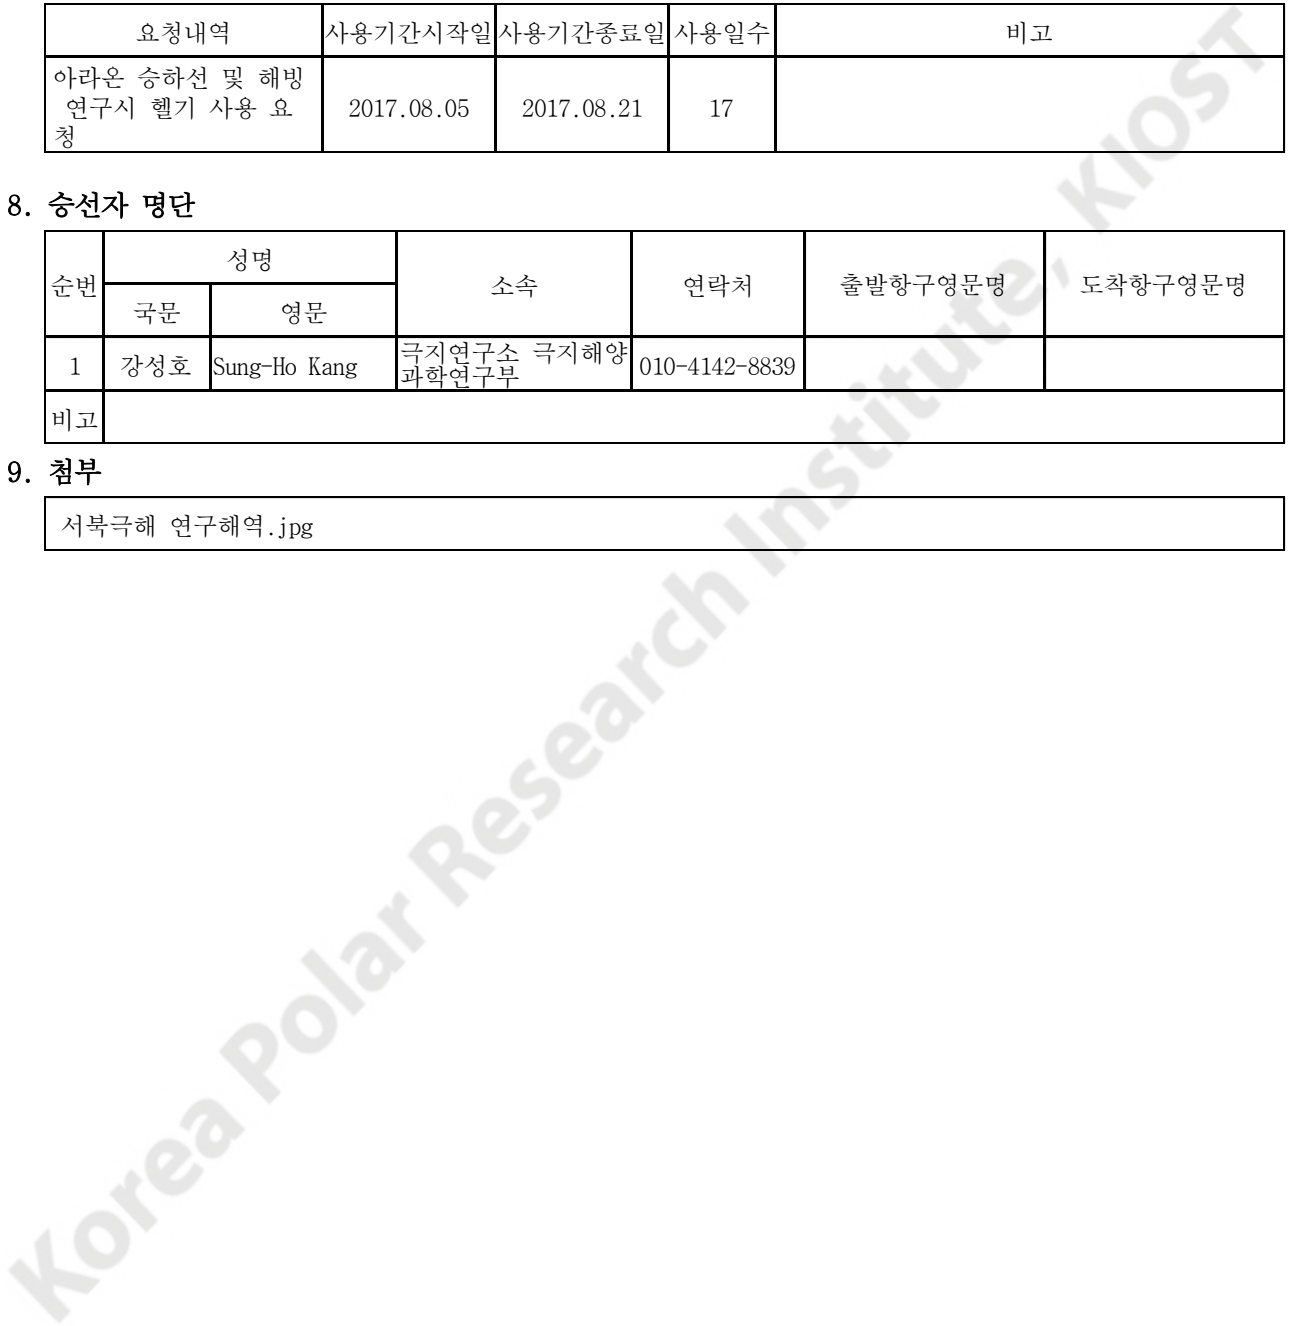 요청내역 사용기간시작일 사용기간종료일 사용일수 비고
아라온 승하선 및 해빙
연구시 헬기 사용 요
청
2017.08.05 2017.08.21 17
8. 승선자 명단
순번 성명 소속 연락처 출발항구영문명 도착항구영문명
국문 영문
1 강성호 Sung-Ho Kang 극지연구소 극지해양
과학연구부
010-4142-8839
비고
9. 첨부
서북극해 연구해역.jpg
Korea Polar Research Institute, KIOST